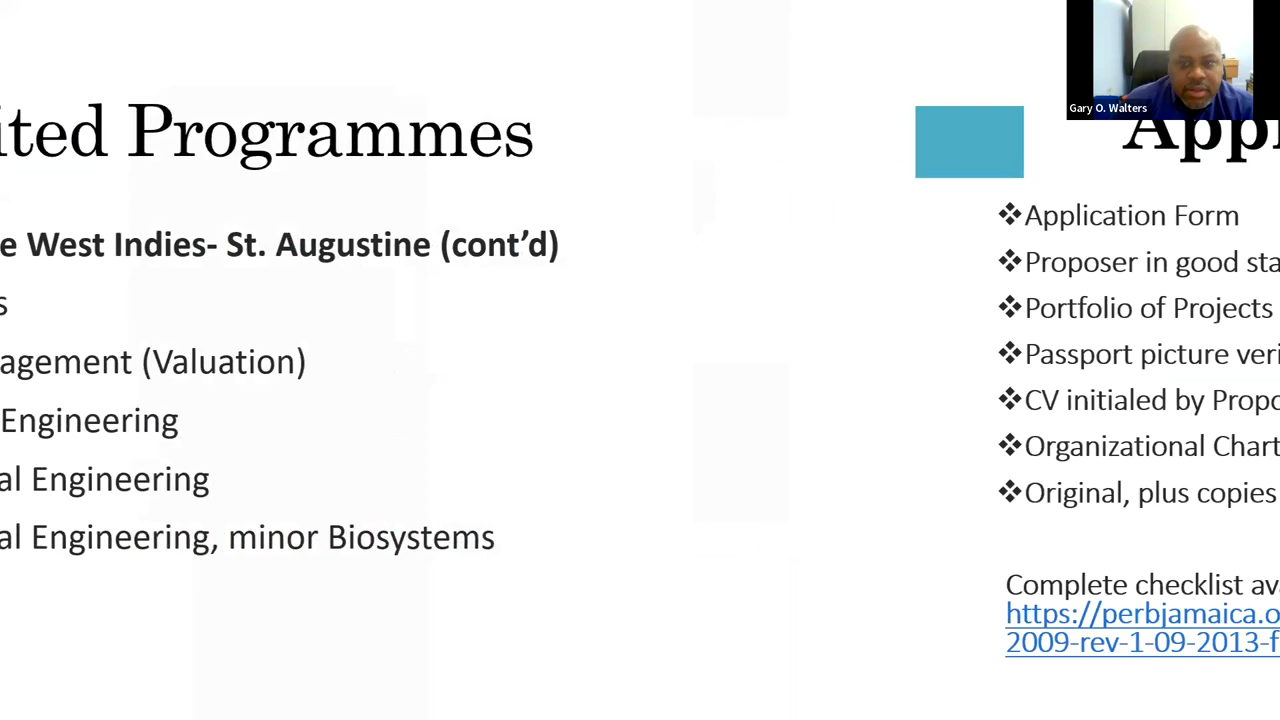 ited Programmes
e West Indies- St. Augustine (cont’d)
s
agement (Valuation)
Engineering
al Engineering
al Engineering, minor Biosystems
Gary O. Walters
Appl
❖Application Form
❖Proposer in good sta
❖Portfolio of Projects
❖Passport picture veri
❖CV initialed by Propo
❖Organizational Chart
❖Original, plus copies
Complete checklist ava
https://perbjamaica.o
2009-rev-1-09-2013-f